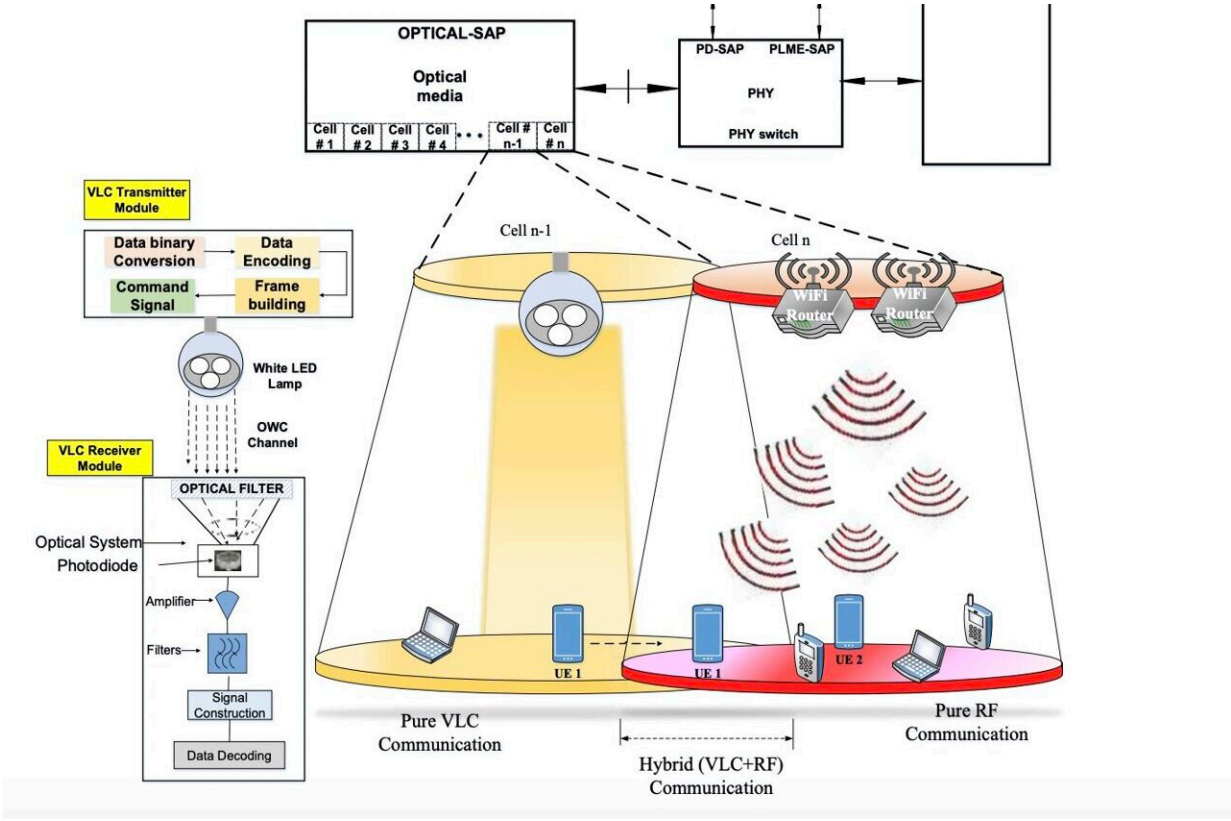 OPTICAL-SAP
Optical
media
Cell
# 1
Cell
# 2
Cell
# 3
Cell
# 4
...
Cell #
n-1
Cell
# n
PD-SAP
PLME-SAP
PHY
PHY switch
VLC Transmitter
Module
Data binary
Conversion
Data
Encoding
Command
Signal
Frame
building
White LED
Lamp
OWC
Channel
VLC Receiver
Module
OPTICAL FILTER
Optical System
Photodiode
Amplifier
Filters
Signal
Construction
Data Decoding
Cell n-1
Cell n
WiFi
Router
WiFi
Router
UE 1
UE 1
UE 2
Pure VLC
Communication
Hybrid (VLC+RF)
Communication
Pure RF
Communication